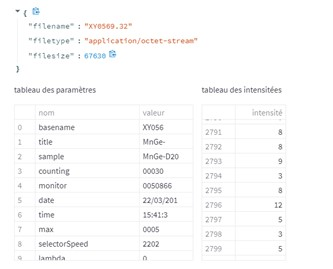 {
"filename" : "XY0569.32"
"filetype" : "application/octet-stream"
"filesize" : 67638
}
tableau des paramètres
nom valeur
0 basename XY056
1 title MnGe-
2 sample MnGe-D20
3 counting 00030
4 monitor 0050866
5 date 22/03/201
6 time 15:41:3
7 max 0005
8 selectorSpeed 2202
9 lambda 0
tableau des intensitées
intensité
2791 8
2792 8
2793 9
2794 3
2795 8
2796 12
2797 5
2798 3
2799 5